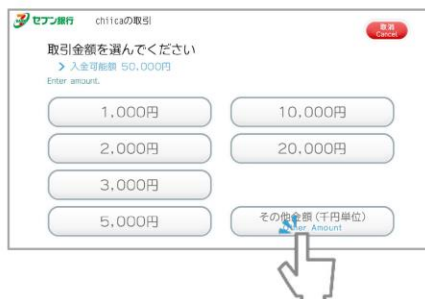 セブン銀行 chiicaの取引
取消
Cancel
取引金額を選んでください
> 入金可能額 50,000円
Enter amount.
1,000円
10,000円
2,000円
20,000円
3,000円
5,000円
その他金額(千円単位)
Other Amount